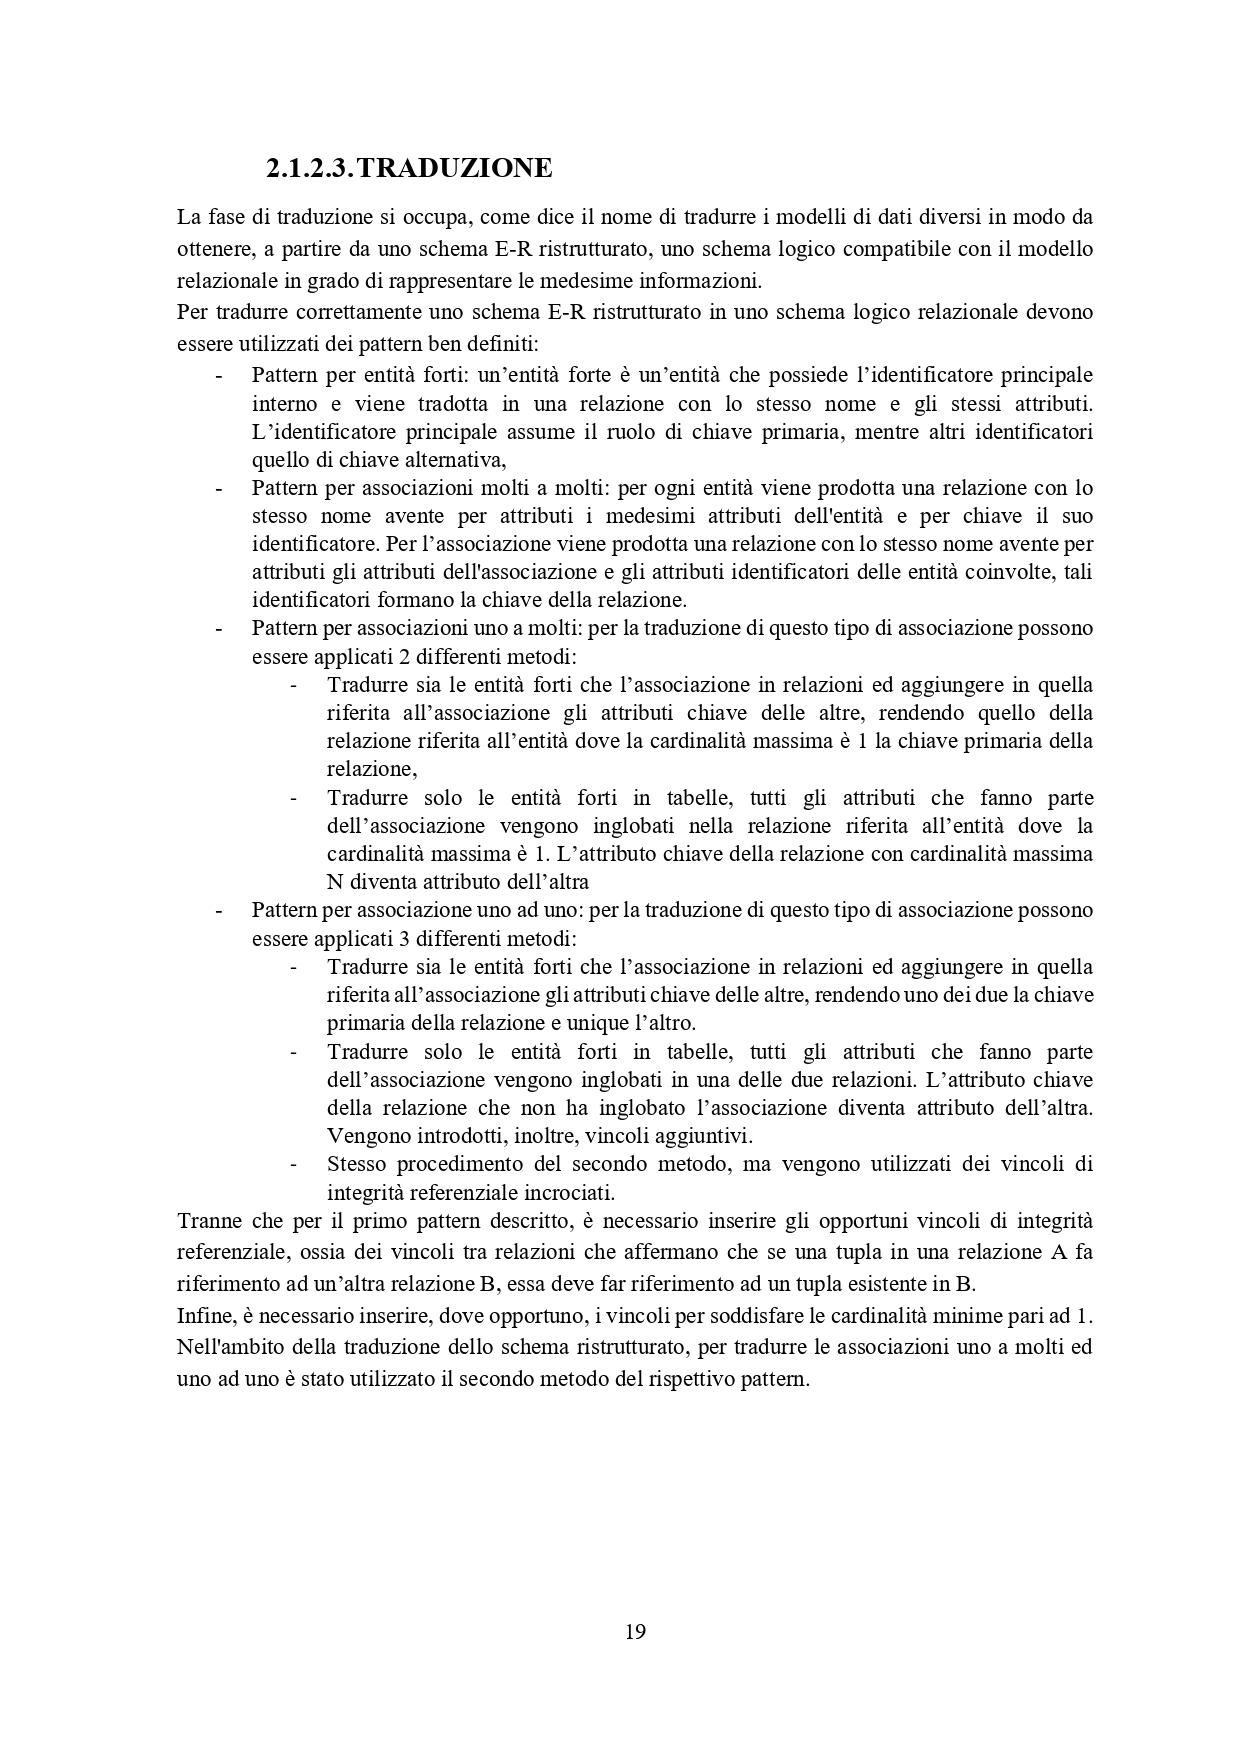 2.1.2.3.TRADUZIONE
La fase di traduzione si occupa, come dice il nome di tradurre i modelli di dati diversi in modo da
ottenere, a partire da uno schema E-R ristrutturato, uno schema logico compatibile con il modello
relazionale in grado di rappresentare le medesime informazioni.
Per tradurre correttamente uno schema E-R ristrutturato in uno schema logico relazionale devono
essere utilizzati dei pattern ben definiti:
- Pattern per entità forti: un’entità forte è un’entità che possiede l’identificatore principale
interno e viene tradotta in una relazione con lo stesso nome e gli stessi attributi.
L’identificatore principale assume il ruolo di chiave primaria, mentre altri identificatori
quello di chiave alternativa,
- Pattern per associazioni molti a molti: per ogni entità viene prodotta una relazione con lo
stesso nome avente per attributi i medesimi attributi dell'entità e per chiave il suo
identificatore. Per l’associazione viene prodotta una relazione con lo stesso nome avente per
attributi gli attributi dell'associazione e gli attributi identificatori delle entità coinvolte, tali
identificatori formano la chiave della relazione.
- Pattern per associazioni uno a molti: per la traduzione di questo tipo di associazione possono
essere applicati 2 differenti metodi:
- Tradurre sia le entità forti che l’associazione in relazioni ed aggiungere in quella
riferita all’associazione gli attributi chiave delle altre, rendendo quello della
relazione riferita all’entità dove la cardinalità massima è 1 la chiave primaria della
relazione,
- Tradurre solo le entità forti in tabelle, tutti gli attributi che fanno parte
dell’associazione vengono inglobati nella relazione riferita all’entità dove la
cardinalità massima è 1. L’attributo chiave della relazione con cardinalità massima
N diventa attributo dell’altra
- Pattern per associazione uno ad uno: per la traduzione di questo tipo di associazione possono
essere applicati 3 differenti metodi:
- Tradurre sia le entità forti che l’associazione in relazioni ed aggiungere in quella
riferita all’associazione gli attributi chiave delle altre, rendendo uno dei due la chiave
primaria della relazione e unique l’altro.
- Tradurre solo le entità forti in tabelle, tutti gli attributi che fanno parte
dell’associazione vengono inglobati in una delle due relazioni. L’attributo chiave
della relazione che non ha inglobato l’associazione diventa attributo dell’altra.
Vengono introdotti, inoltre, vincoli aggiuntivi.
- Stesso procedimento del secondo metodo, ma vengono utilizzati dei vincoli di
integrità referenziale incrociati.
Tranne che per il primo pattern descritto, è necessario inserire gli opportuni vincoli di integrità
referenziale, ossia dei vincoli tra relazioni che affermano che se una tupla in una relazione A fa
riferimento ad un’altra relazione B, essa deve far riferimento ad un tupla esistente in B.
Infine, è necessario inserire, dove opportuno, i vincoli per soddisfare le cardinalità minime pari ad 1.
Nell'ambito della traduzione dello schema ristrutturato, per tradurre le associazioni uno a molti ed
uno ad uno è stato utilizzato il secondo metodo del rispettivo pattern.
19